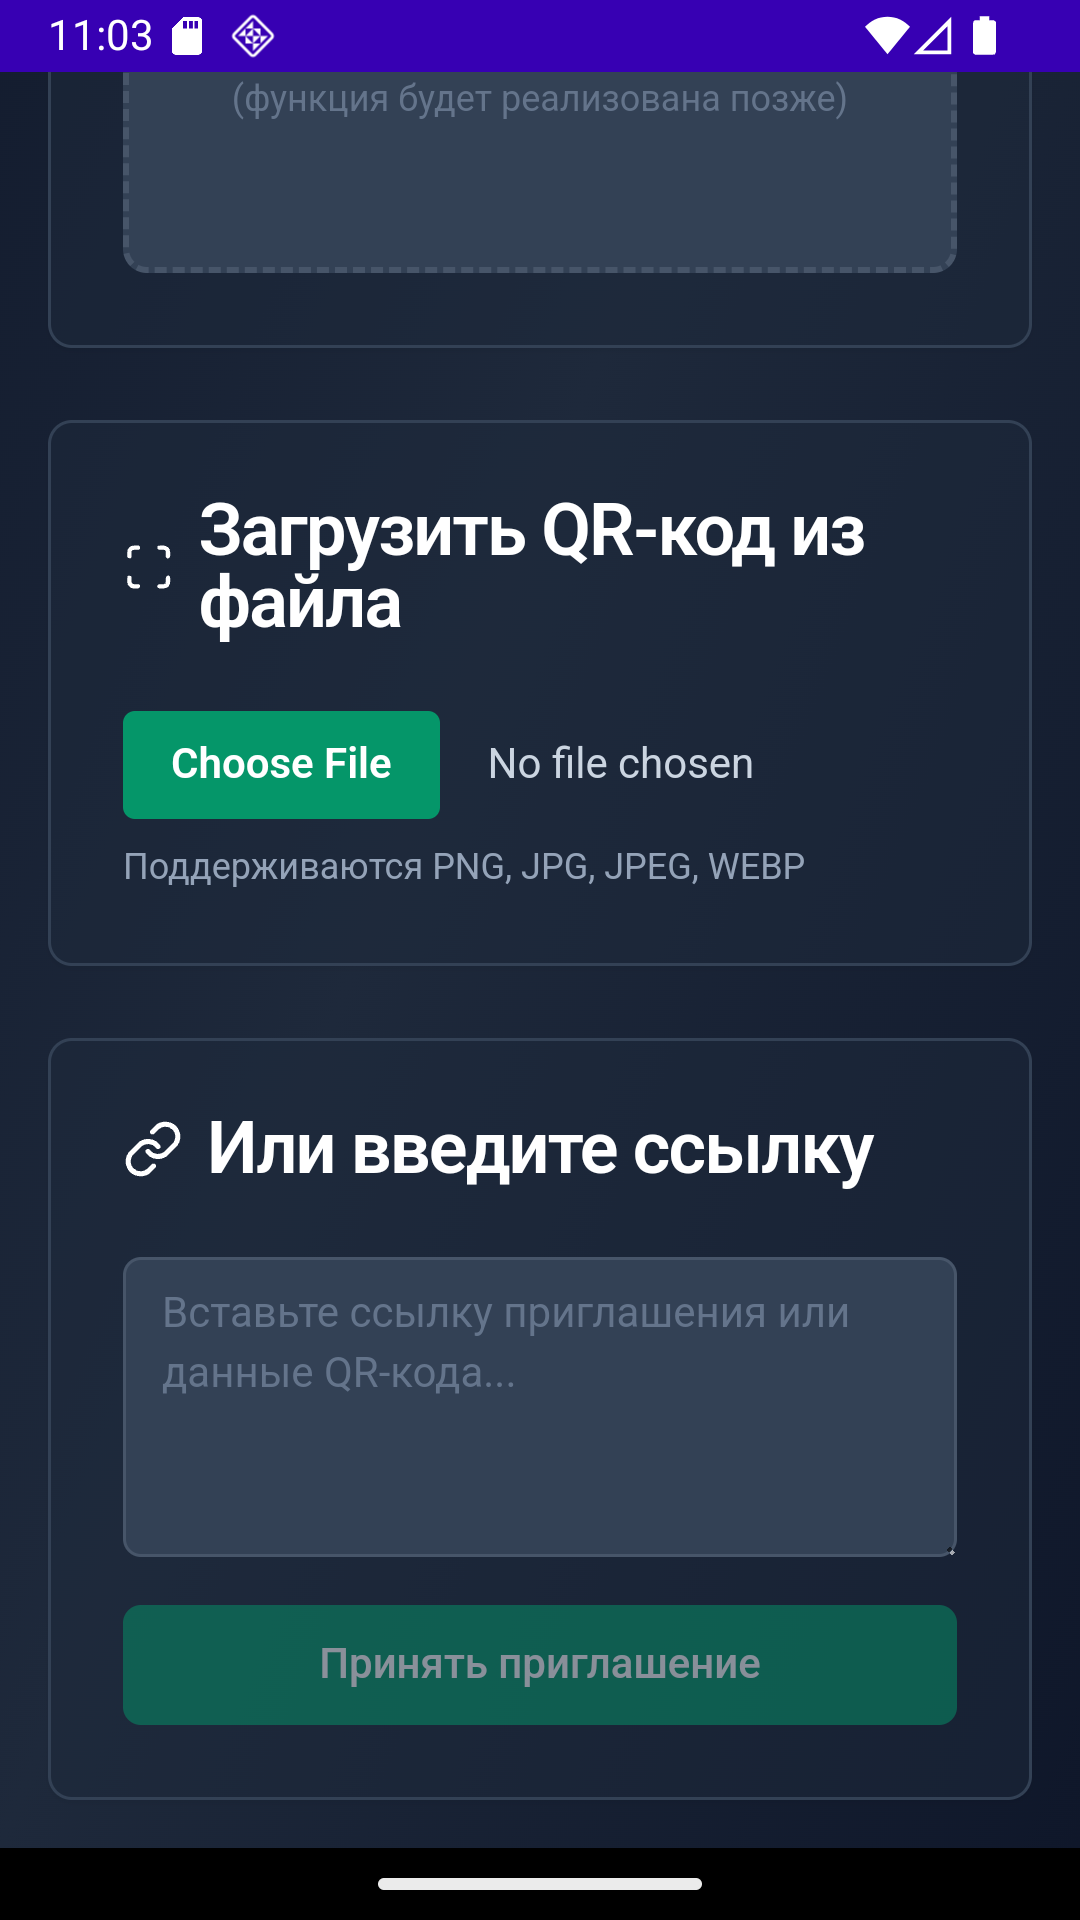 11:03
(функция будет реализована позже)
Загрузить QR-код из
файла
Choose File No file chosen
Поддерживаются PNG, JPG, JPEG, WEBP
Или введите ссылку
Вставьте ссылку приглашения или
данные QR-кода...
Принять приглашение